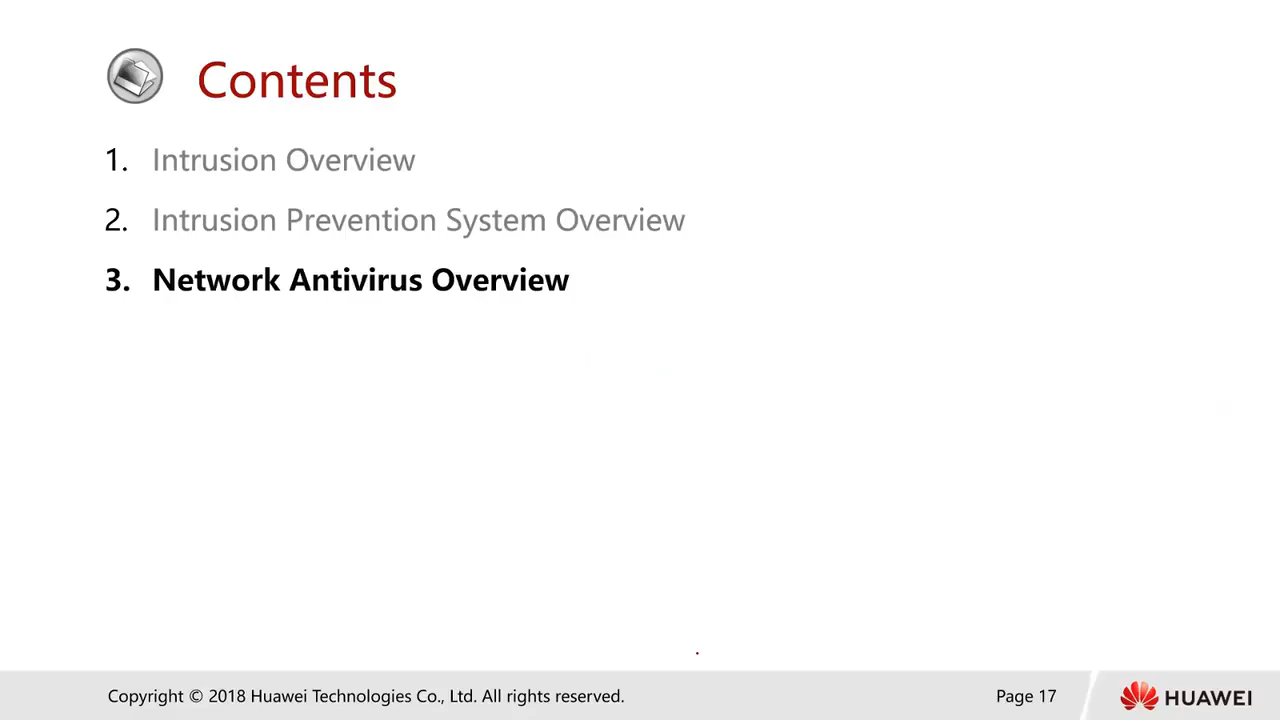 Contents
1. Intrusion Overview
2. Intrusion Prevention System Overview
3. Network Antivirus Overview
Copyright © 2018 Huawei Technologies Co., Ltd. All rights reserved.
Page 17
HUAWEI